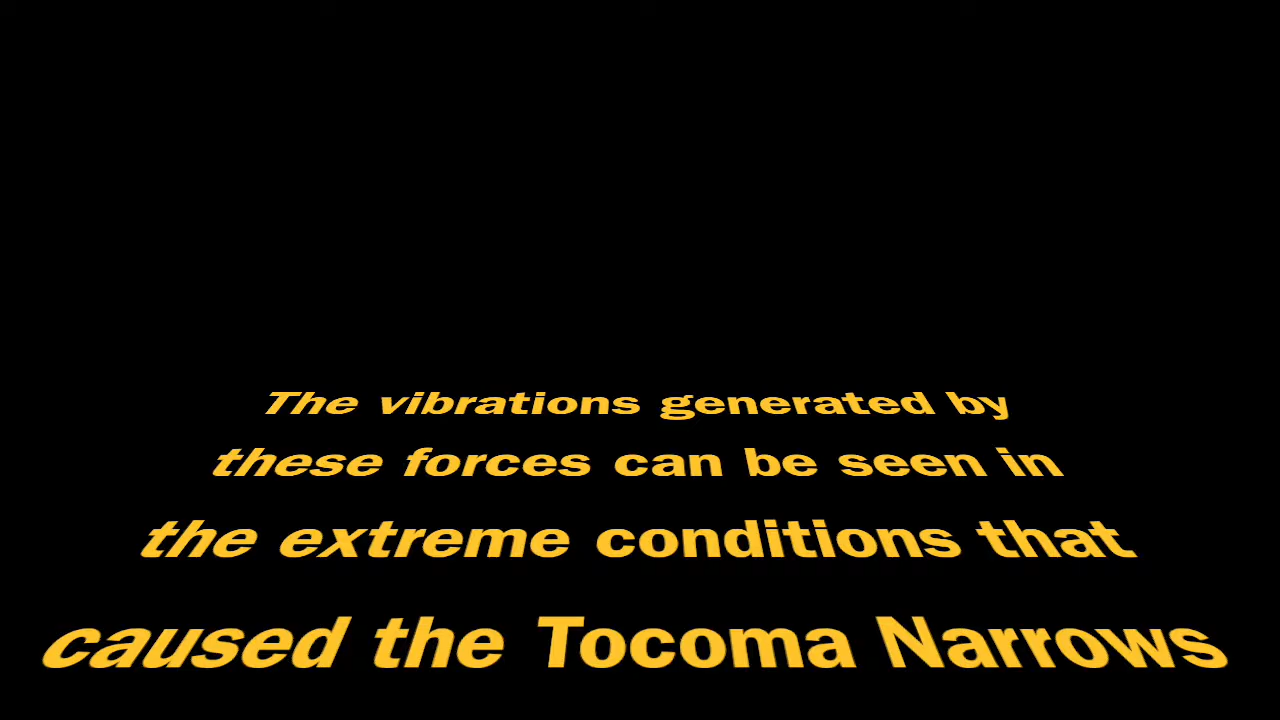 The vibrations generated by
these forces can be seen in
the extreme conditions that
caused the Tocoma Narrows